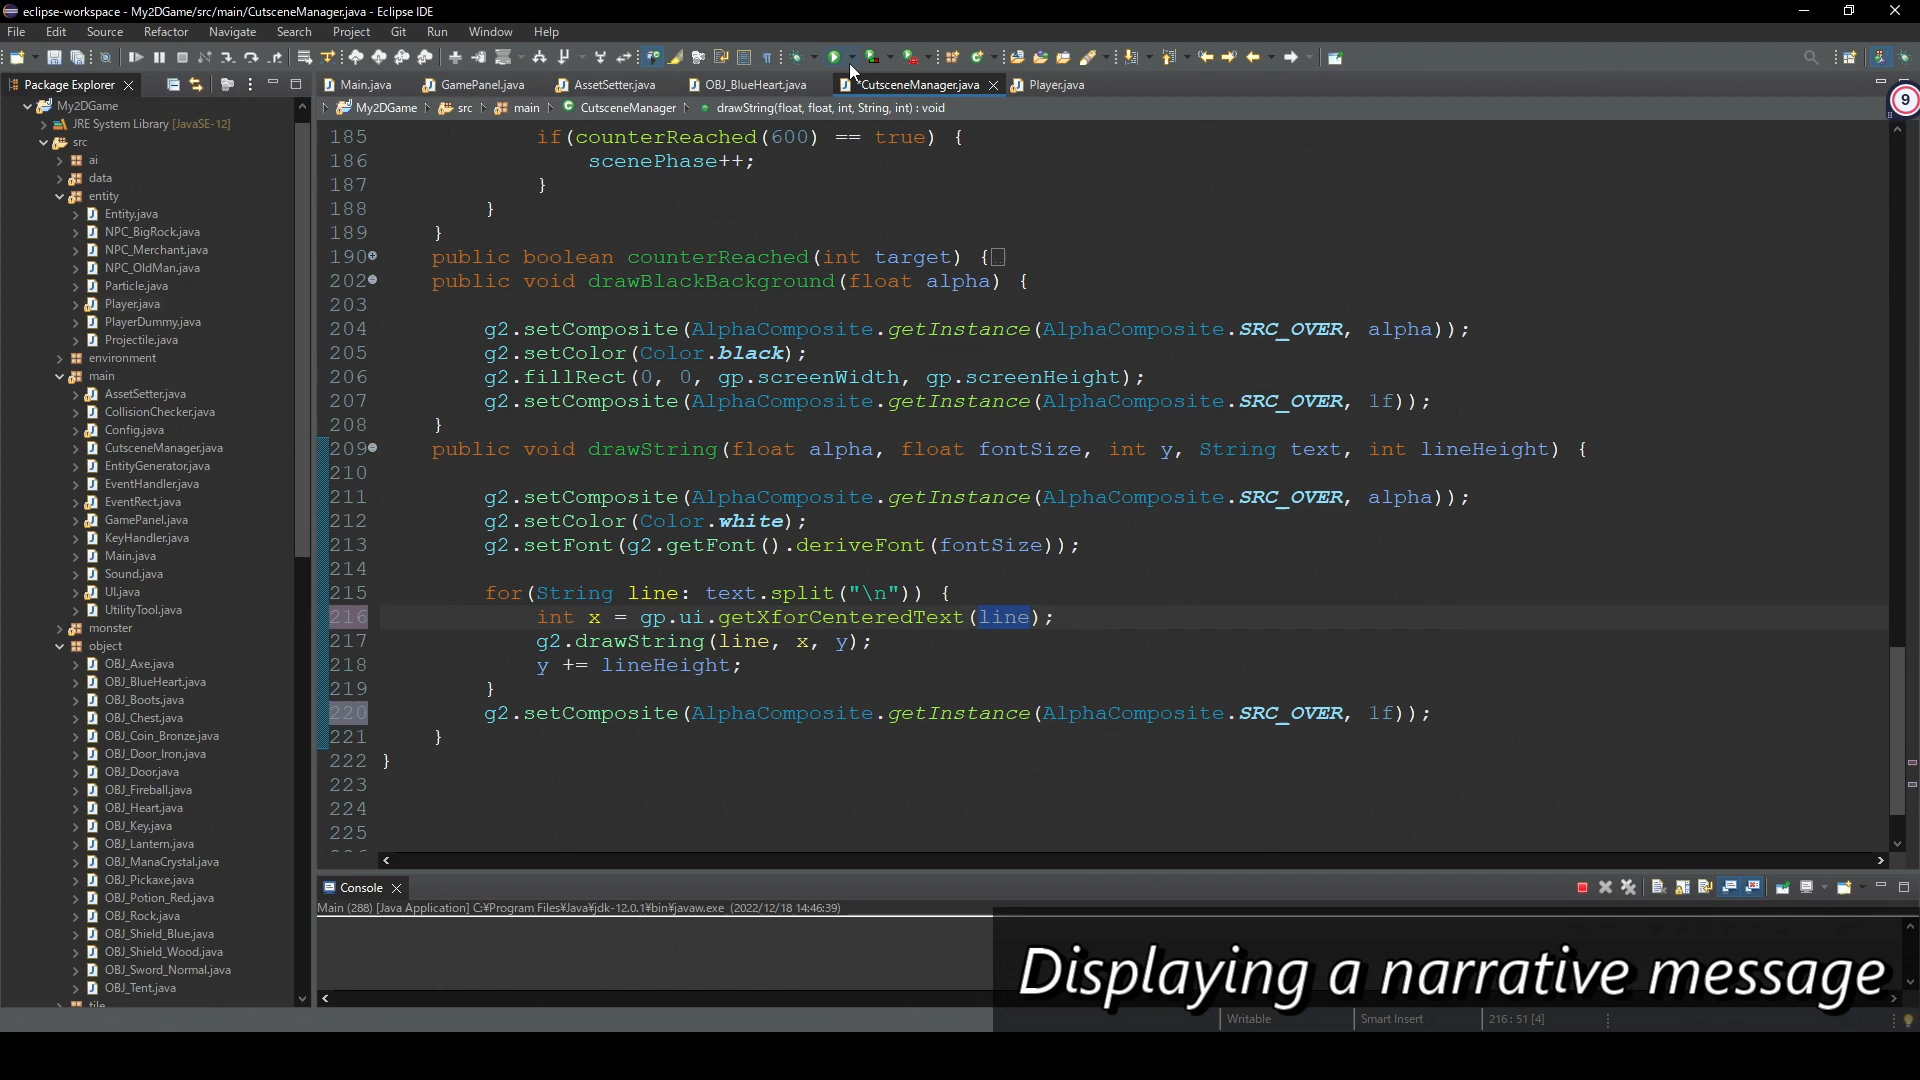 eclipse-workspace - My2DGame/src/main/CutsceneManager.java - Eclipse IDE
File Edit Source Refactor Navigate Search Project Git Run Window Help
Package Explorer
Main.java GamePanel.java AssetSetter.java OBJ_BlueHeart.java *CutsceneManager.java Player.java
9
My2DGame src main CutsceneManager drawString(float, float, int, String, int) : void
My2DGame
JRE System Library [JavaSE-12]
src
ai
data
entity
Entity.java
NPC_BigRock.java
NPC_Merchant.java
NPC_OldMan.java
Particle.java
Player.java
PlayerDummy.java
Projectile.java
environment
main
AssetSetter.java
CollisionChecker.java
Config.java
CutsceneManager.java
EntityGenerator.java
EventHandler.java
EventRect.java
GamePanel.java
KeyHandler.java
Main.java
Sound.java
UI.java
UtilityTool.java
monster
object
OBJ_Axe.java
OBJ_BlueHeart.java
OBJ_Boots.java
OBJ_Chest.java
OBJ_Coin_Bronze.java
OBJ_Door_Iron.java
OBJ_Door.java
OBJ_Fireball.java
OBJ_Heart.java
OBJ_Key.java
OBJ_Lantern.java
OBJ_ManaCrystal.java
OBJ_Pickaxe.java
OBJ_Potion_Red.java
OBJ_Rock.java
OBJ_Shield_Blue.java
OBJ_Shield_Wood.java
OBJ_Sword_Normal.java
OBJ_Tent.java
tile
185 if(counterReached(600) == true) {
186 scenePhase++;
187 }
188 }
189 }
190 public boolean counterReached(int target) {
202 public void drawBlackBackground(float alpha) {
203
204 g2.setComposite(AlphaComposite.getInstance(AlphaComposite.SRC_OVER, alpha));
205 g2.setColor(Color.black);
206 g2.fillRect(0, 0, gp.screenWidth, gp.screenHeight);
207 g2.setComposite(AlphaComposite.getInstance(AlphaComposite.SRC_OVER, 1f));
208 }
209 public void drawString(float alpha, float fontSize, int y, String text, int lineHeight) {
210
211 g2.setComposite(AlphaComposite.getInstance(AlphaComposite.SRC_OVER, alpha));
212 g2.setColor(Color.white);
213 g2.setFont(g2.getFont().deriveFont(fontSize));
214
215 for(String line: text.split("\n")) {
216 int x = gp.ui.getXforCenteredText(line);
217 g2.drawString(line, x, y);
218 y += lineHeight;
219 }
220 g2.setComposite(AlphaComposite.getInstance(AlphaComposite.SRC_OVER, 1f));
221 }
222 }
223
224
225
Console
Main (288) [Java Application] C:¥Program Files¥Java¥jdk-12.0.1¥bin¥javaw.exe (2022/12/18 14:46:39)
Displaying a narrative message
Writable Smart Insert 216 : 51 [4]